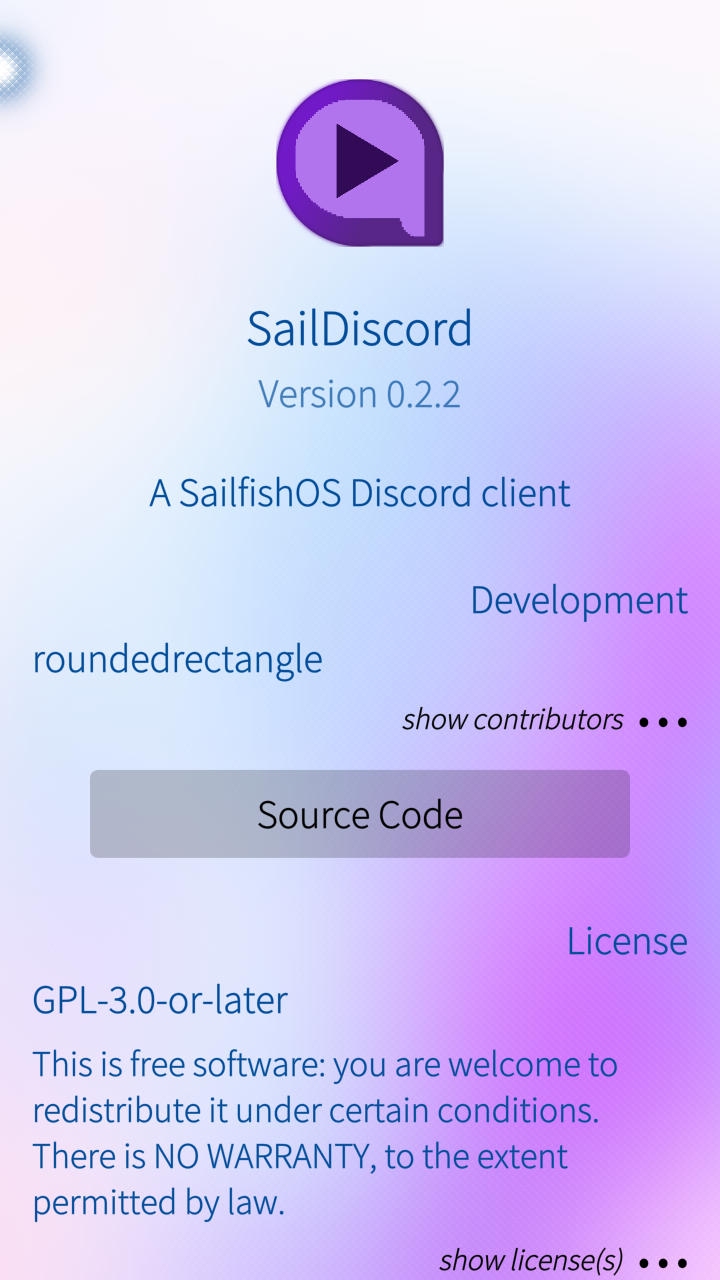 SailDiscord
Version 0.2.2
A SailfishOS Discord client
Development
roundedrectangle
show contributors •••
Source Code
License
GPL-3.0-or-later
This is free software: you are welcome to
redistribute it under certain conditions.
There is NO WARRANTY, to the extent
permitted by law.
show license(s) •••